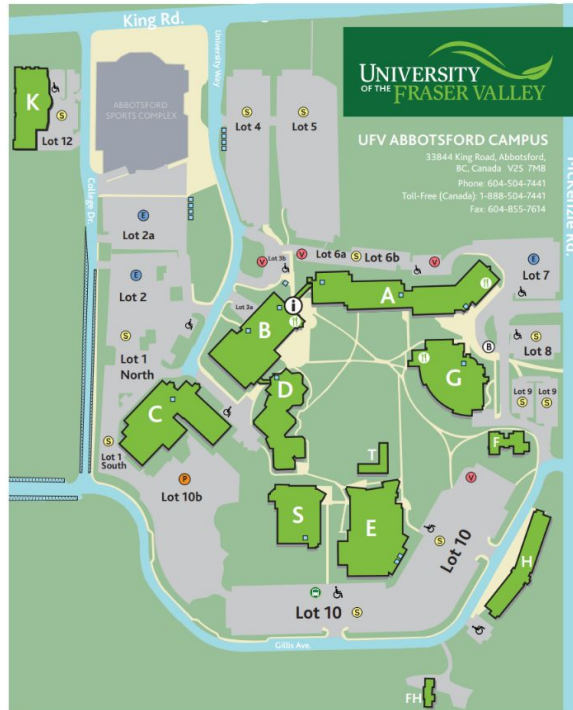 King Rd.
University Way
UNIVERSITY
OF THE FRASER VALLEY
K
ABBOTSFORD
SPORTS COMPLEX
Lot 4
Lot 5
S
S
S
Lot 12
UFV ABBOTSFORD CAMPUS
33844 King Road, Abbotsford,
BC, Canada V2S 7M8
Phone: 604-504-7441
Toll-Free (Canada): 1-888-504-7441
Fax: 604-855-7614
McKenzie Rd.
College Dr.
E
Lot 2a
V
Lot 3b
V
Lot 6a
S
Lot 6b
V
E
Lot 7
E
Lot 2
Lot 3a
i
A
B
S
Lot 1
North
B
S
Lot 8
G
D
C
Lot 9
Lot 9
S
S
S
Lot 1
South
F
T
P
Lot 10b
V
S
E
S
Lot 10
H
Lot 10
S
Gillis Ave.
FH